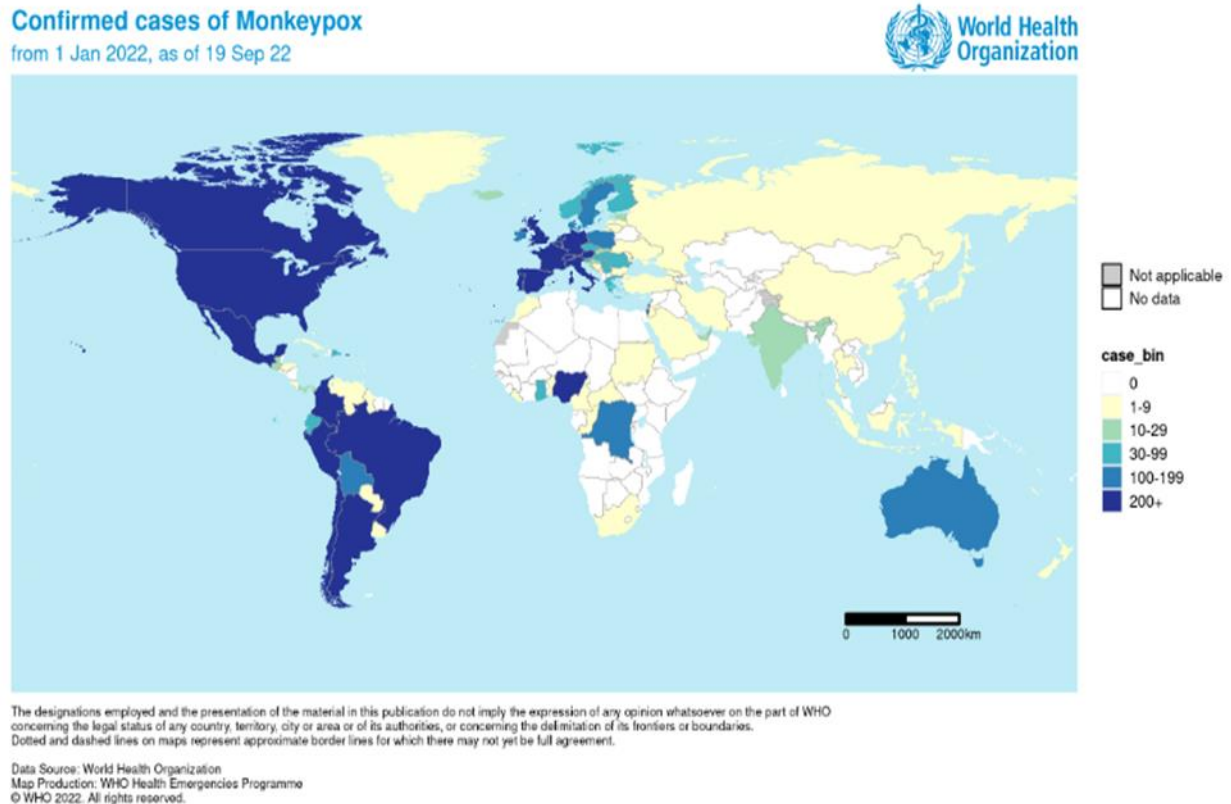 Confirmed cases of Monkeypox
from 1 Jan 2022, as of 19 Sep 22
World Health
Organization
Not applicable
No data
case_bin
0
1-9
10-29
30-99
100-199
200+
0 1000 2000km
The designations employed and the presentation of the material in this publication do not imply the expression of any opinion whatsoever on the part of WHO
concerning the legal status of any country, territory, city or area or of its authorities, or concerning the delimitation of its frontiers or boundaries.
Dotted and dashed lines on maps represent approximate border lines for which there may not yet be full agreement.
Data Source: World Health Organization
Map Production: WHO Health Emergencies Programme
© WHO 2022. All rights reserved.